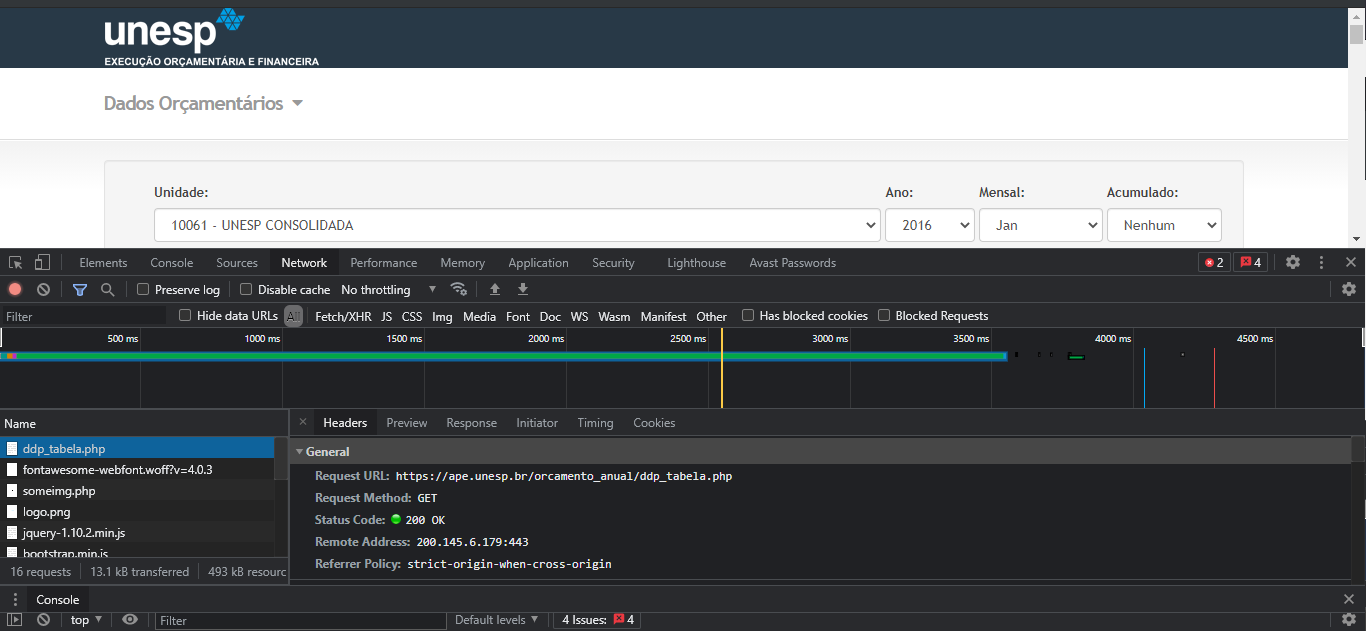 unesp
EXECUÇÃO ORÇAMENTÁRIA E FINANCEIRA
Dados Orçamentários
Unidade: Ano: Mensal: Acumulado:
10061 - UNESP CONSOLIDADA 2016 Jan Nenhum
Elements Console Sources Network Performance Memory Application Security Lighthouse Avast Passwords 2 4
Preserve log Disable cache No throttling
Filter Hide data URLs All Fetch/XHR JS CSS Img Media Font Doc WS Wasm Manifest Other Has blocked cookies Blocked Requests
500 ms 1000 ms 1500 ms 2000 ms 2500 ms 3000 ms 3500 ms 4000 ms 4500 ms
Name Headers Preview Response Initiator Timing Cookies
ddp_tabela.php
fontawesome-webfont.woff?v=4.0.3
someimg.php
logo.png
jquery-1.10.2.min.js
bootstrap.min.js
16 requests 13.1 kB transferred 493 kB resourc
General
Request URL: https://ape.unesp.br/orcamento_anual/ddp_tabela.php
Request Method: GET
Status Code: 200 OK
Remote Address: 200.145.6.179:443
Referrer Policy: strict-origin-when-cross-origin
Console
top Filter Default levels 4 Issues: 4